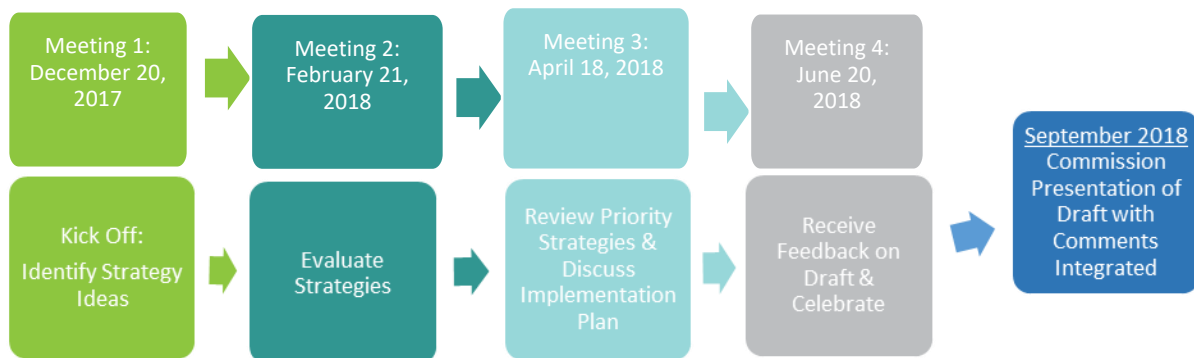 Meeting 1:
December 20,
2017
Meeting 2:
February 21,
2018
Meeting 3:
April 18, 2018
Meeting 4:
June 20,
2018
Kick Off:
Identify Strategy
Ideas
Evaluate
Strategies
Review Priority
Strategies &
Discuss
Implementation
Plan
Receive
Feedback on
Draft &
Celebrate
September 2018
Commission
Presentation of
Draft with
Comments
Integrated